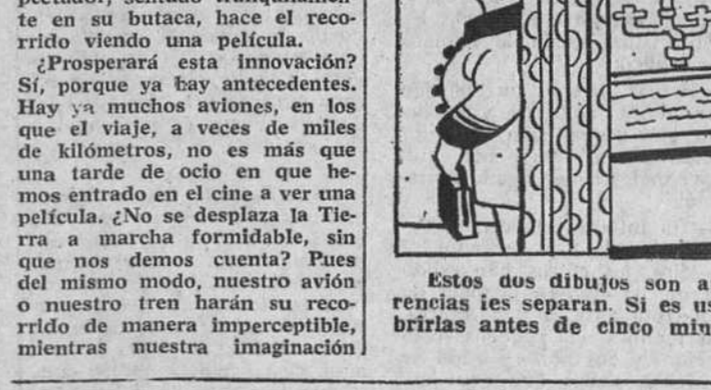 te en su butaca, hace el reco-
rrido viendo una película.
¿Prosperará esta innovación?
Sí, porque ya hay antecedentes.
Hay ya muchos aviones, en los
que el viaje, a veces de miles
de kilómetros, no es más que
una tarde de ocio en que he-
mos entrado en el cine a ver una
película. ¿No se desplaza la Tie-
rra a marcha formidable, sin
que nos demos cuenta? Pues
del mismo modo, nuestro avión
o nuestro tren harán su reco-
rrido de manera imperceptible,
mientras nuestra imaginación
Estos dos dibujos son a
rencias les separan. Si es us
brirlas antes de cinco minu